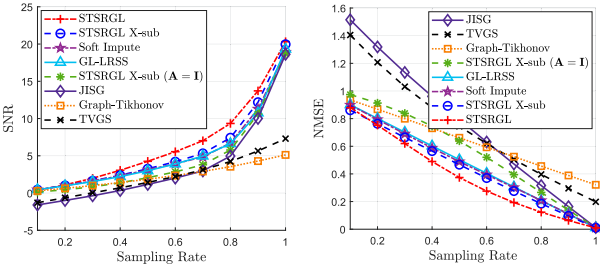 25
20
15
10
5
0
-5
0.2 0.4 0.6 0.8 1
SNR
Sampling Rate
STSRGL
STSRGL X-sub
Soft Impute
GL-LRSS
STSRGL X-sub (A = I)
JISG
Graph-Tikhonov
TVGS
1.6
1.4
1.2
1
0.8
0.6
0.4
0.2
0
0.2 0.4 0.6 0.8 1
NMSE
Sampling Rate
JISG
TVGS
Graph-Tikhonov
STSRGL X-sub (A = I)
GL-LRSS
Soft Impute
STSRGL X-sub
STSRGL